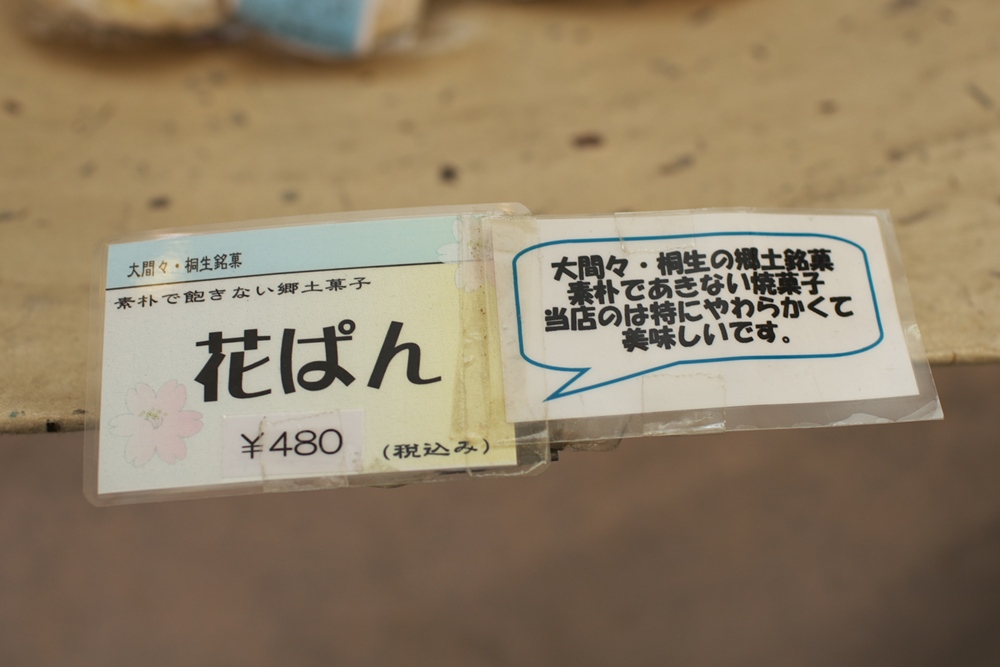 大間々・桐生銘菓
素朴で飽きない郷土菓子
花ぱん
¥480 (税込み)
大間々・桐生の郷土銘菓
素朴であきない焼菓子
当店のは特にやわらかくて
美味しいです。